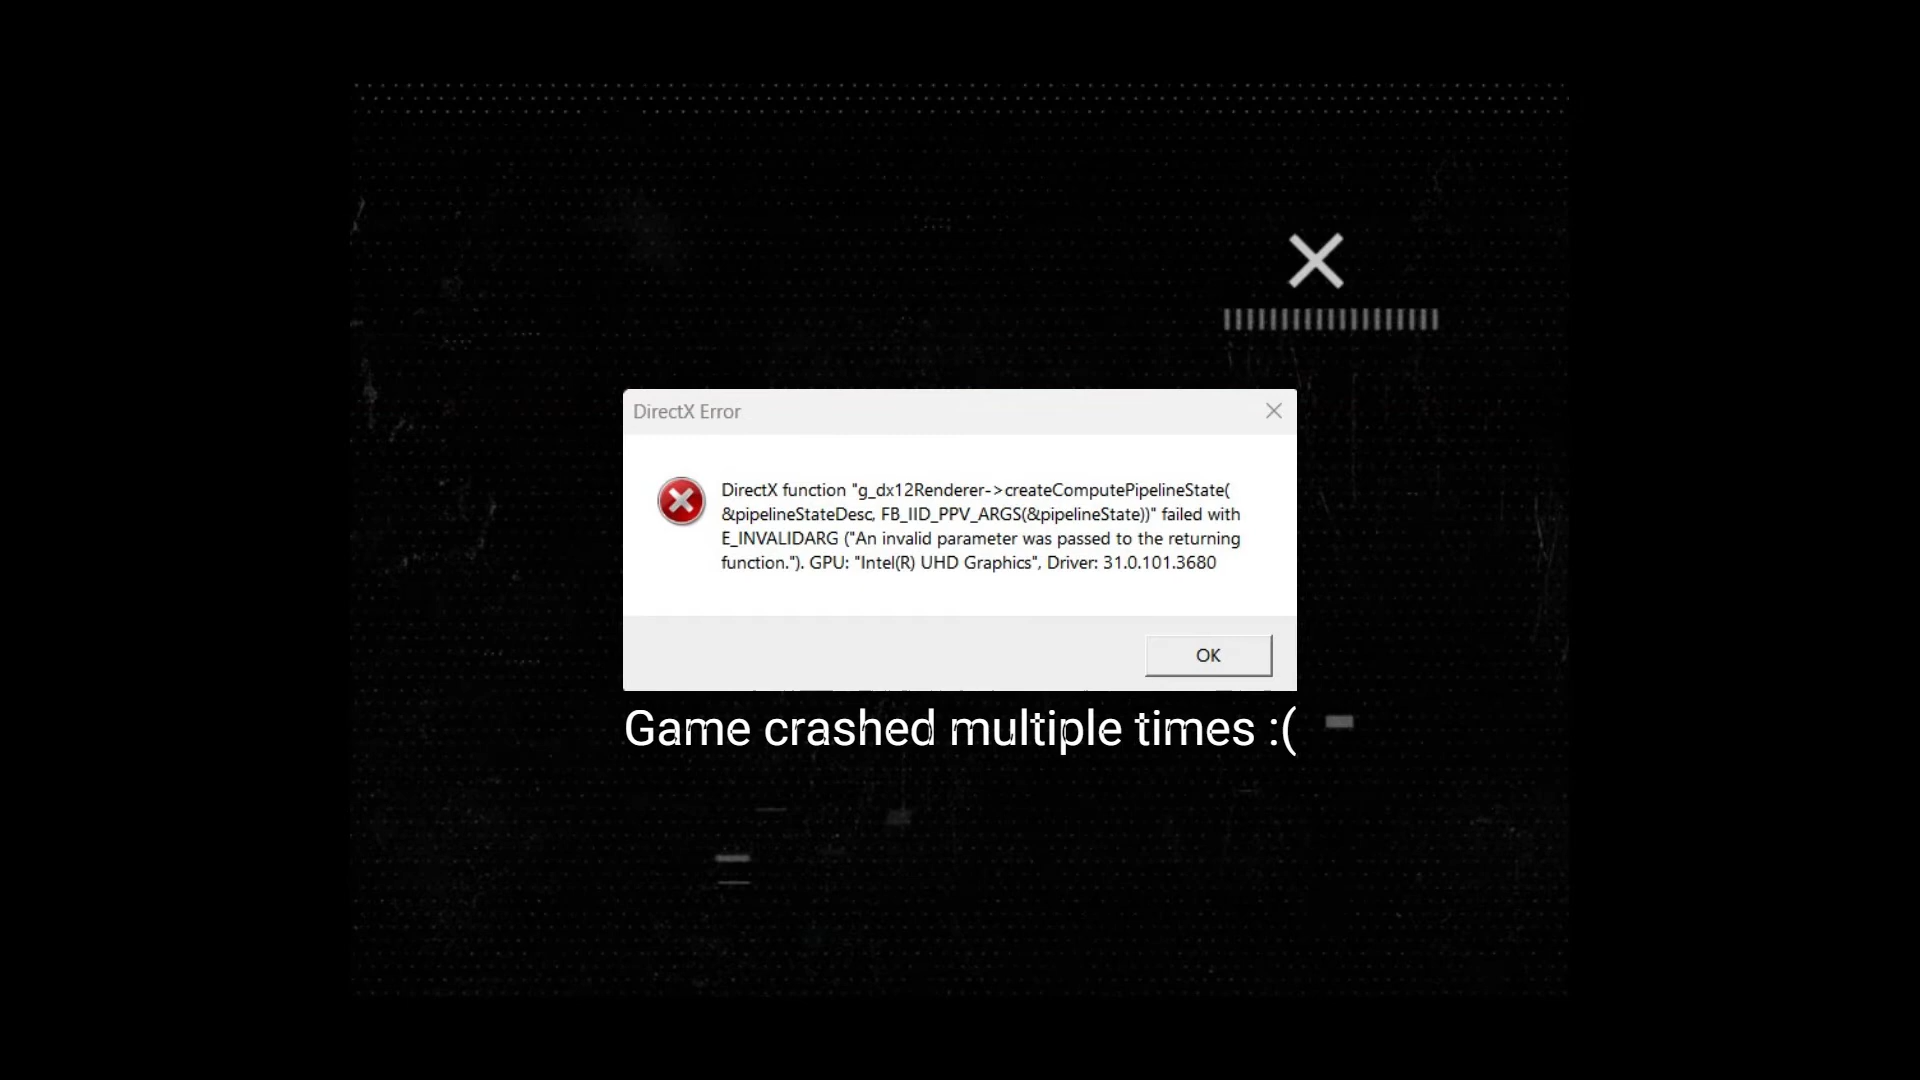 DirectX Error
DirectX function "g_dx12Renderer->createComputePipelineState(
&pipelineStateDesc, FB_IID_PPV_ARGS(&pipelineState))" failed with
E_INVALIDARG ("An invalid parameter was passed to the returning
function."). GPU: "Intel(R) UHD Graphics", Driver: 31.0.101.3680
OK
Game crashed multiple times :(